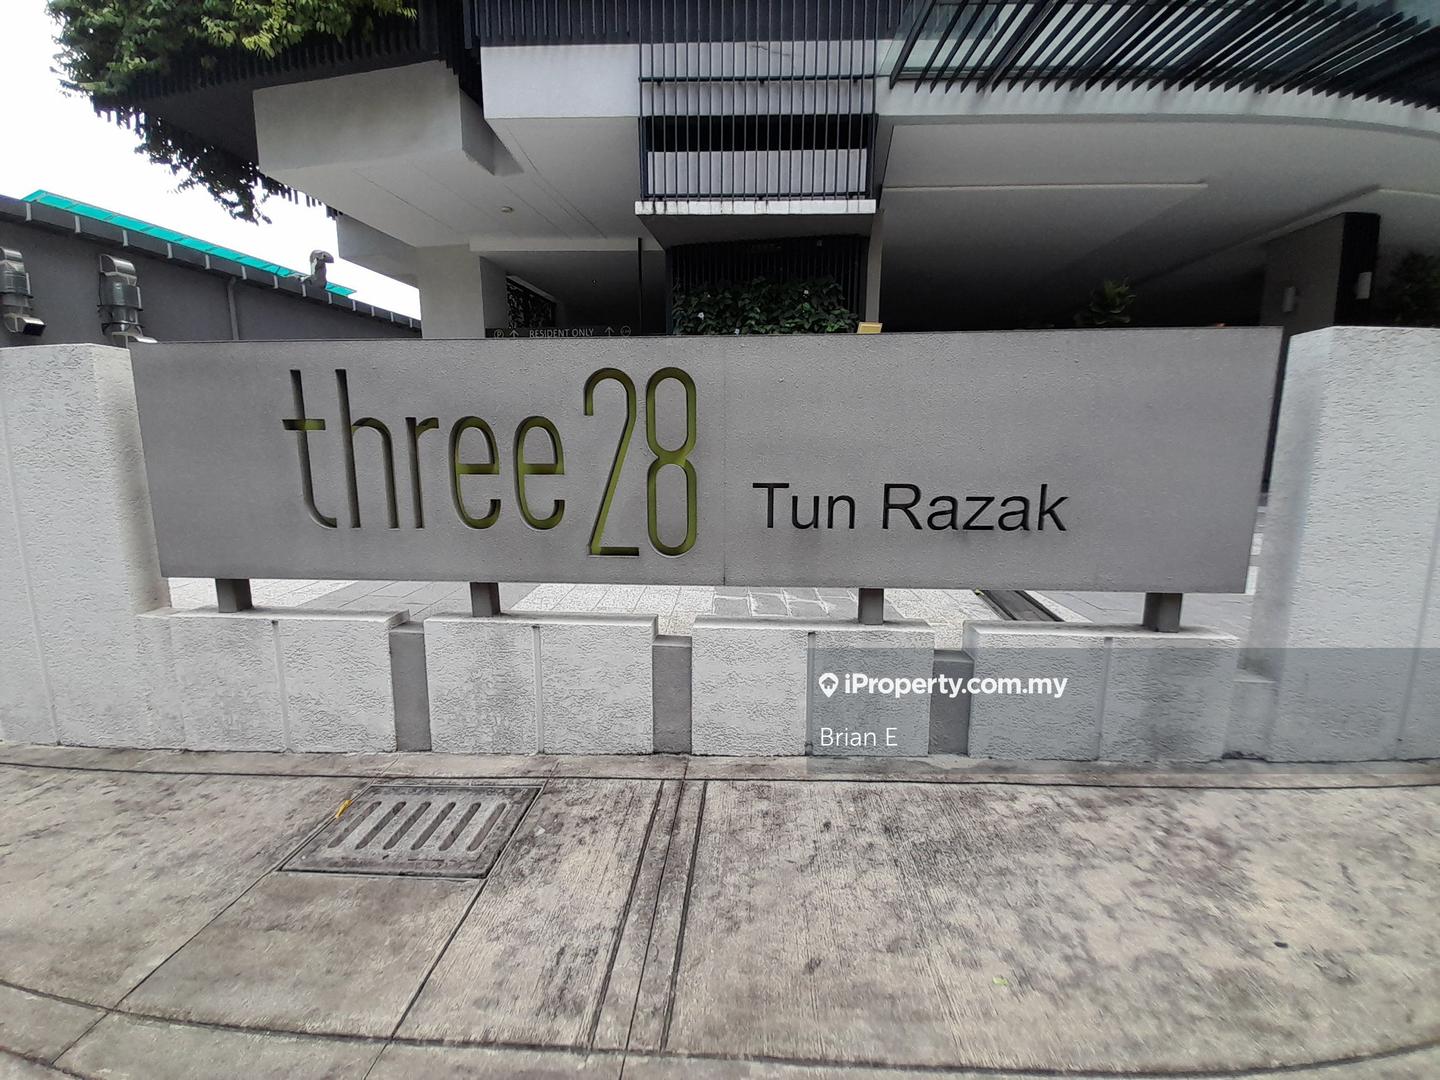 RESIDENT ONLY
three28 Tun Razak
iProperty.com.my
Brian E